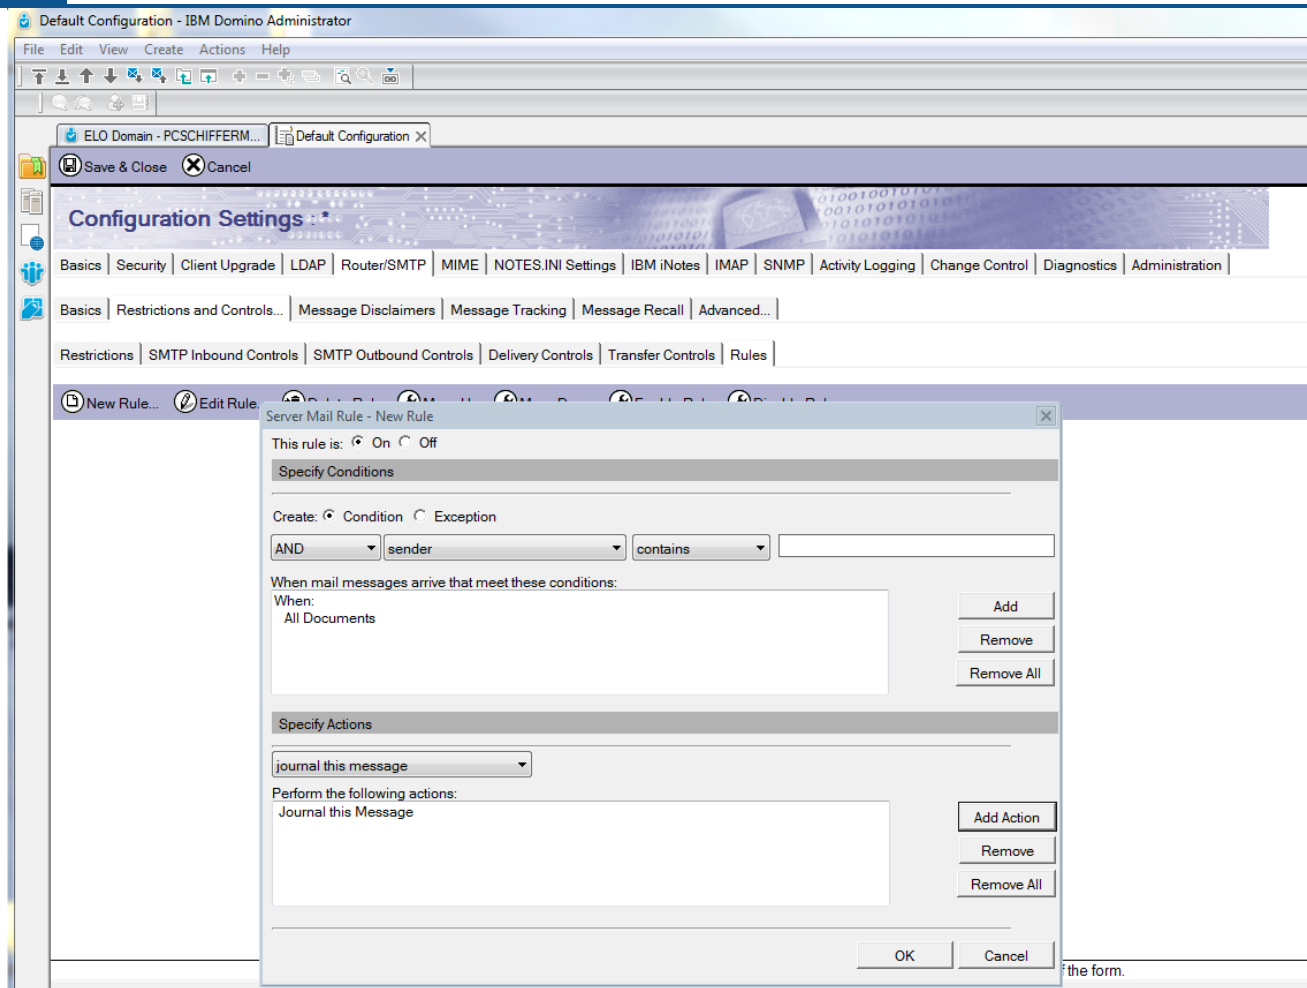 Default Configuration - IBM Domino Administrator
File Edit View Create Actions Help
ELO Domain - PCSCHIFFERM... Default Configuration
Save & Close Cancel
Configuration Settings : *
Basics Security Client Upgrade LDAP Router/SMTP MIME NOTES.INI Settings IBM iNotes IMAP SNMP Activity Logging Change Control Diagnostics Administration
Basics Restrictions and Controls... Message Disclaimers Message Tracking Message Recall Advanced...
Restrictions SMTP Inbound Controls SMTP Outbound Controls Delivery Controls Transfer Controls Rules
New Rule... Edit Rule
Server Mail Rule - New Rule
This rule is: On Off
Specify Conditions
Create: Condition Exception
AND sender contains
When mail messages arrive that meet these conditions:
When:
All Documents
Add
Remove
Remove All
Specify Actions
journal this message
Perform the following actions:
Journal this Message
Add Action
Remove
Remove All
OK Cancel
the form.